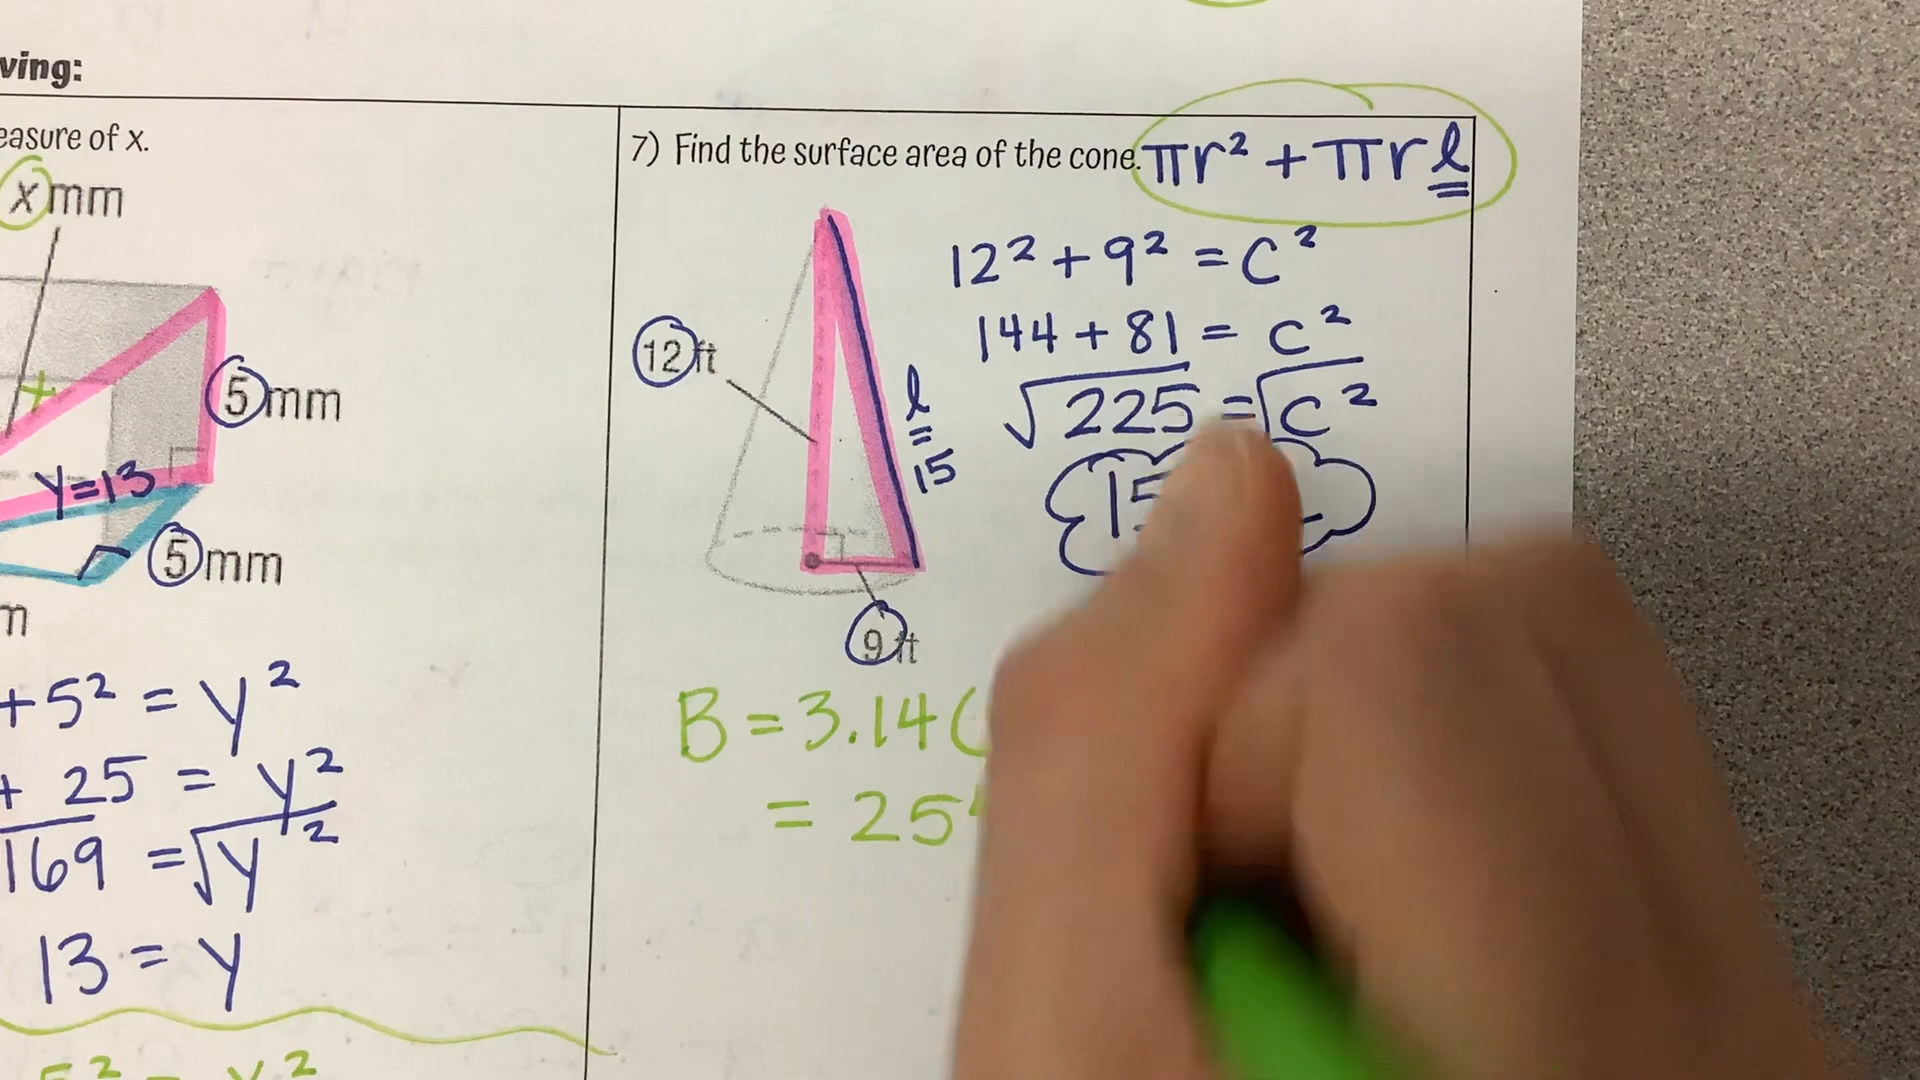 ving:
easure of x.
x mm
5 mm
y=13
5 mm
m
+ 5² = y²
+ 25 = y²
169 = √y²
13 = y
7) Find the surface area of the cone. πr² + πrl
12² + 9² = c²
144 + 81 = c²
√225 = √c²
15
12 ft
l = 15
9 ft
B = 3.14(
= 25